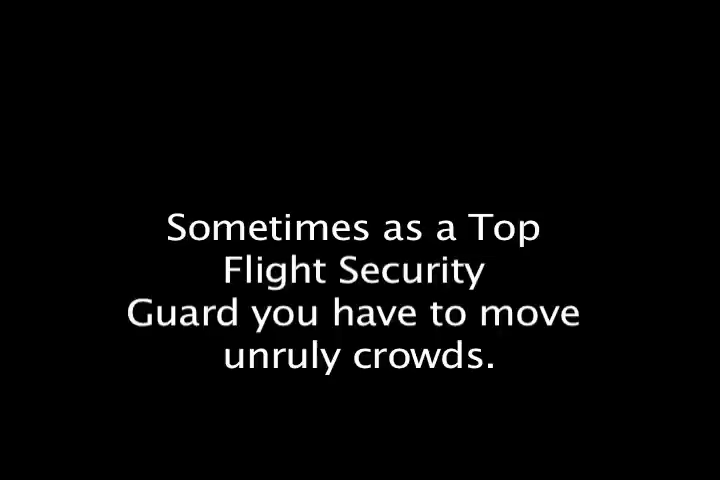 Sometimes as a Top
Flight Security
Guard you have to move
unruly crowds.